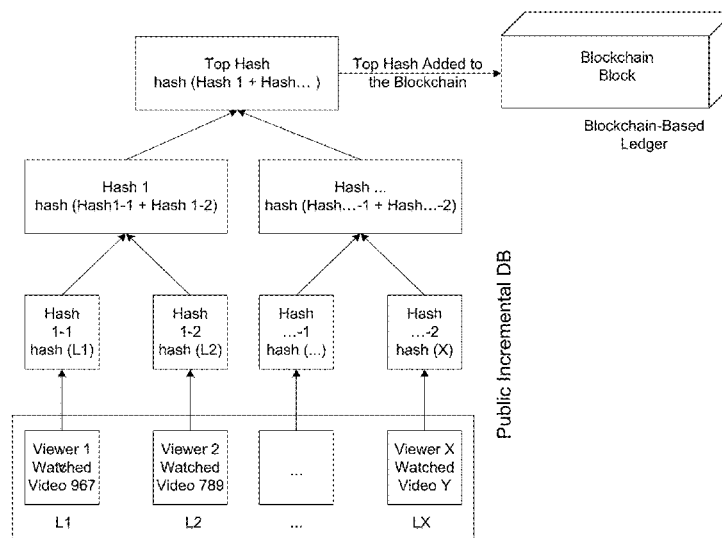 Top Hash
hash (Hash 1 + Hash... )
Top Hash Added to
the Blockchain
Blockchain
Block
Blockchain-Based
Ledger
Hash 1
hash (Hash1-1 + Hash 1-2)
Hash ...
hash (Hash...-1 + Hash...-2)
Hash
1-1
hash (L1)
Hash
1-2
hash (L2)
Hash
...-1
hash (...)
Hash
...-2
hash (X)
Public Incremental DB
Viewer 1
Watched
Video 967
Viewer 2
Watched
Video 789
...
Viewer X
Watched
Video Y
L1
L2
...
LX